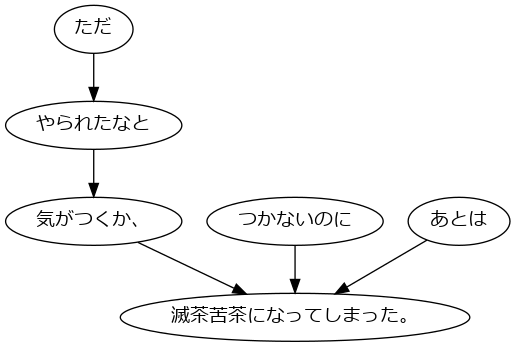 ただ
やられたなと
気がつくか、
つかないのに
あとは
滅茶苦茶になってしまった。